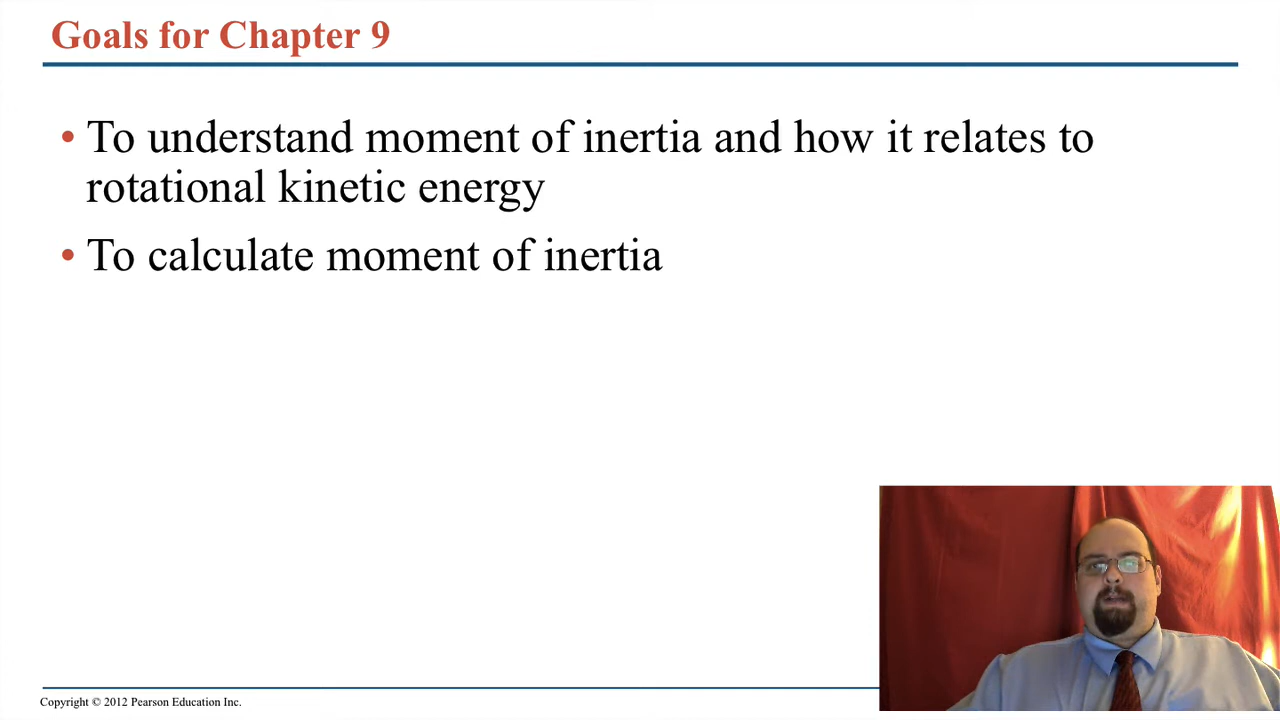 Goals for Chapter 9
• To understand moment of inertia and how it relates to
rotational kinetic energy
• To calculate moment of inertia
Copyright © 2012 Pearson Education Inc.